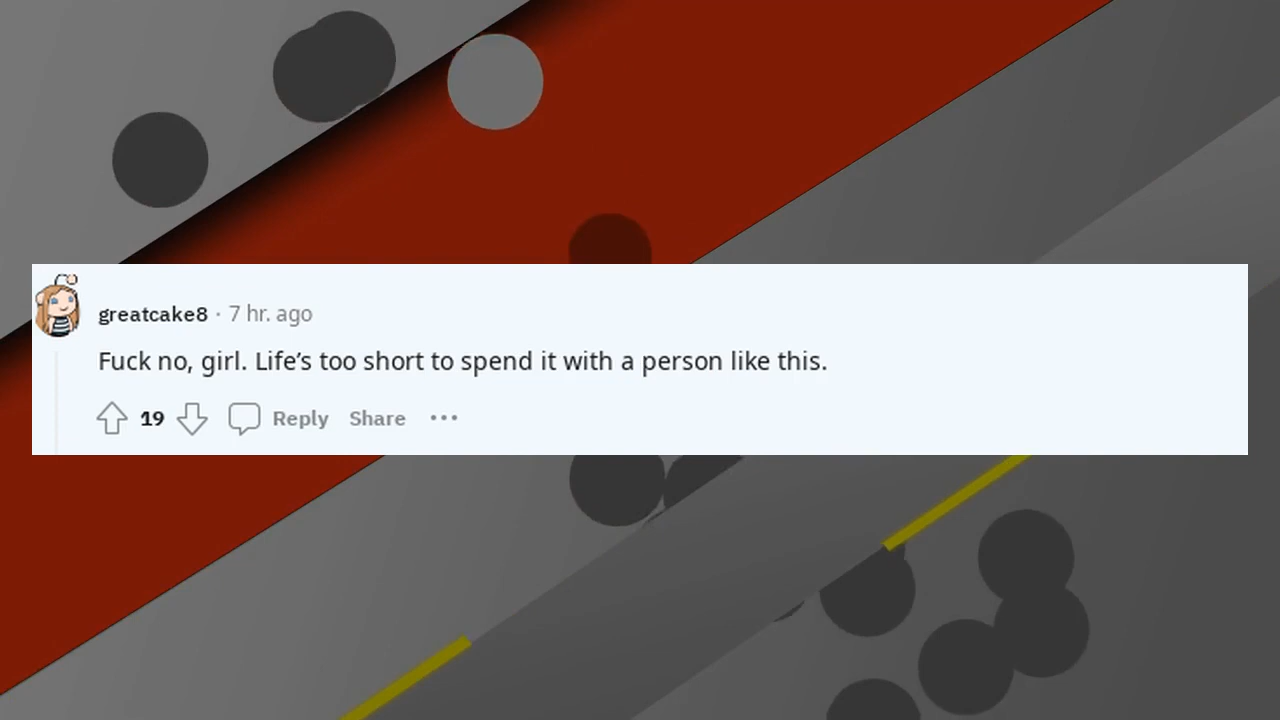 greatcake8 · 7 hr. ago
Fuck no, girl. Life’s too short to spend it with a person like this.
19 Reply Share ···